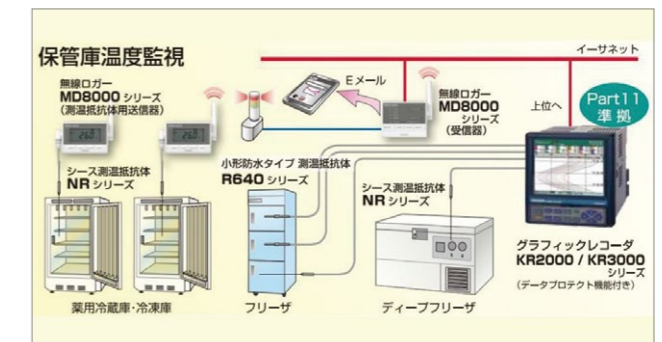 保管庫温度監視
イーサネット
無線ロガー
MD8000 シリーズ
(測温抵抗体用送信器)
Eメール
無線ロガー
MD8000
シリーズ
(受信器)
上位へ
Part11
準拠
シース測温抵抗体
NR シリーズ
小形防水タイプ 測温抵抗体
R640 シリーズ
シース測温抵抗体
NR シリーズ
グラフィックレコーダ
KR2000 / KR3000
シリーズ
(データプロテクト機能付き)
薬用冷蔵庫・冷凍庫
フリーザ
ディープフリーザ